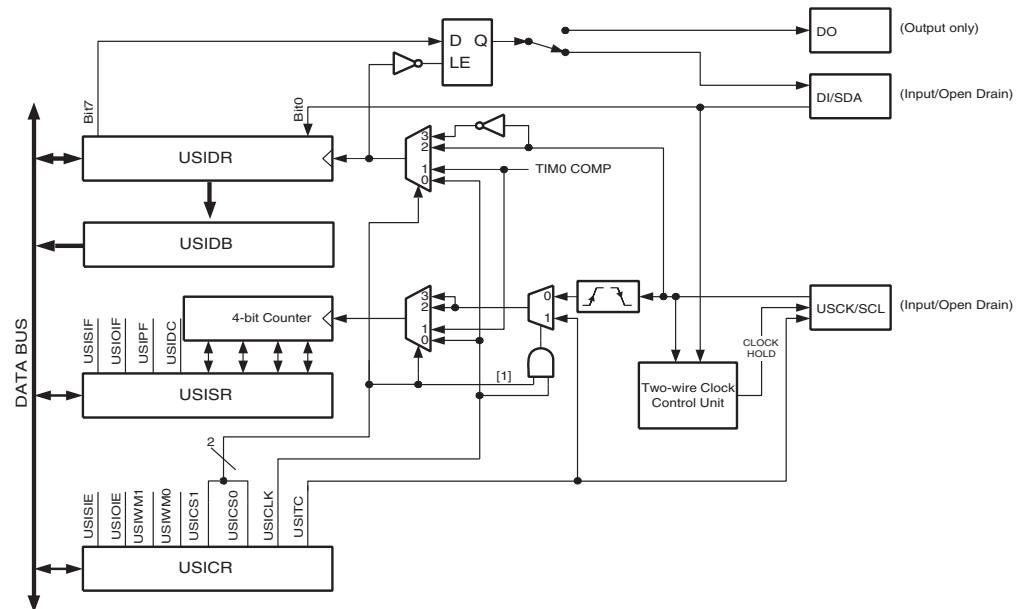 D Q
LE
DO
(Output only)
DI/SDA
(Input/Open Drain)
Bit7
Bit0
USIDR
3
2
1
0
TIM0 COMP
USIDB
DATA BUS
4-bit Counter
3
2
1
0
0
1
USCK/SCL
(Input/Open Drain)
CLOCK
HOLD
USISIF
USIOIF
USIPF
USIDC
[1]
Two-wire Clock
Control Unit
USISR
2
USISIE
USIOIE
USIWM1
USIWM0
USICS1
USICS0
USICLK
USITC
USICR